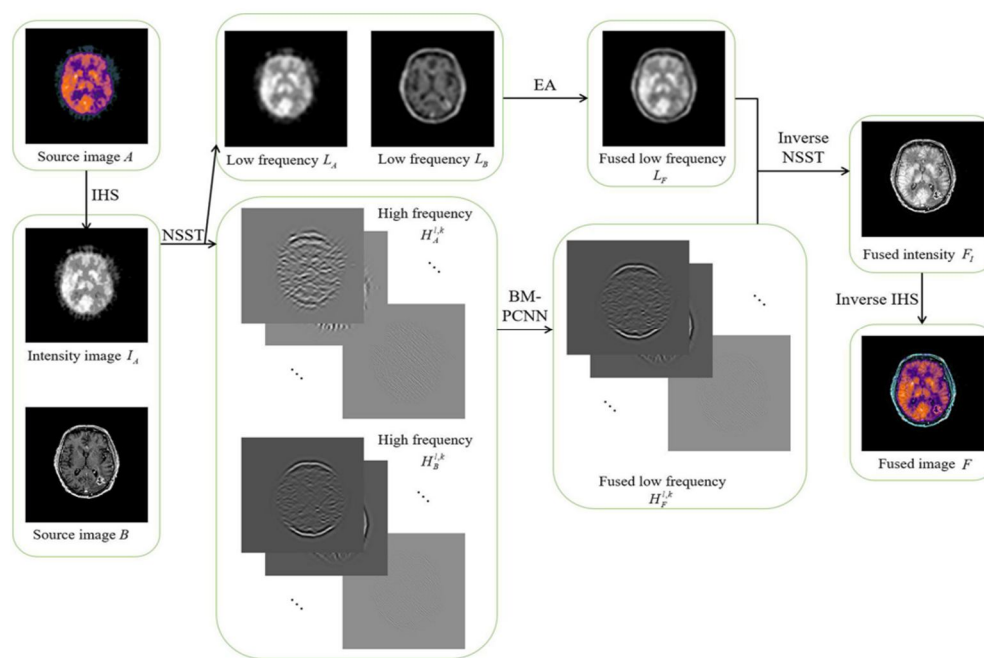 Source image A
IHS
Intensity image I_A
Source image B
NSST
Low frequency L_A
Low frequency L_B
High frequency
H_A^{l,k}
High frequency
H_B^{l,k}
EA
BM-
PCNN
Fused low frequency
L_F
Fused low frequency
H_F^{l,k}
Inverse
NSST
Fused intensity F_I
Inverse IHS
Fused image F